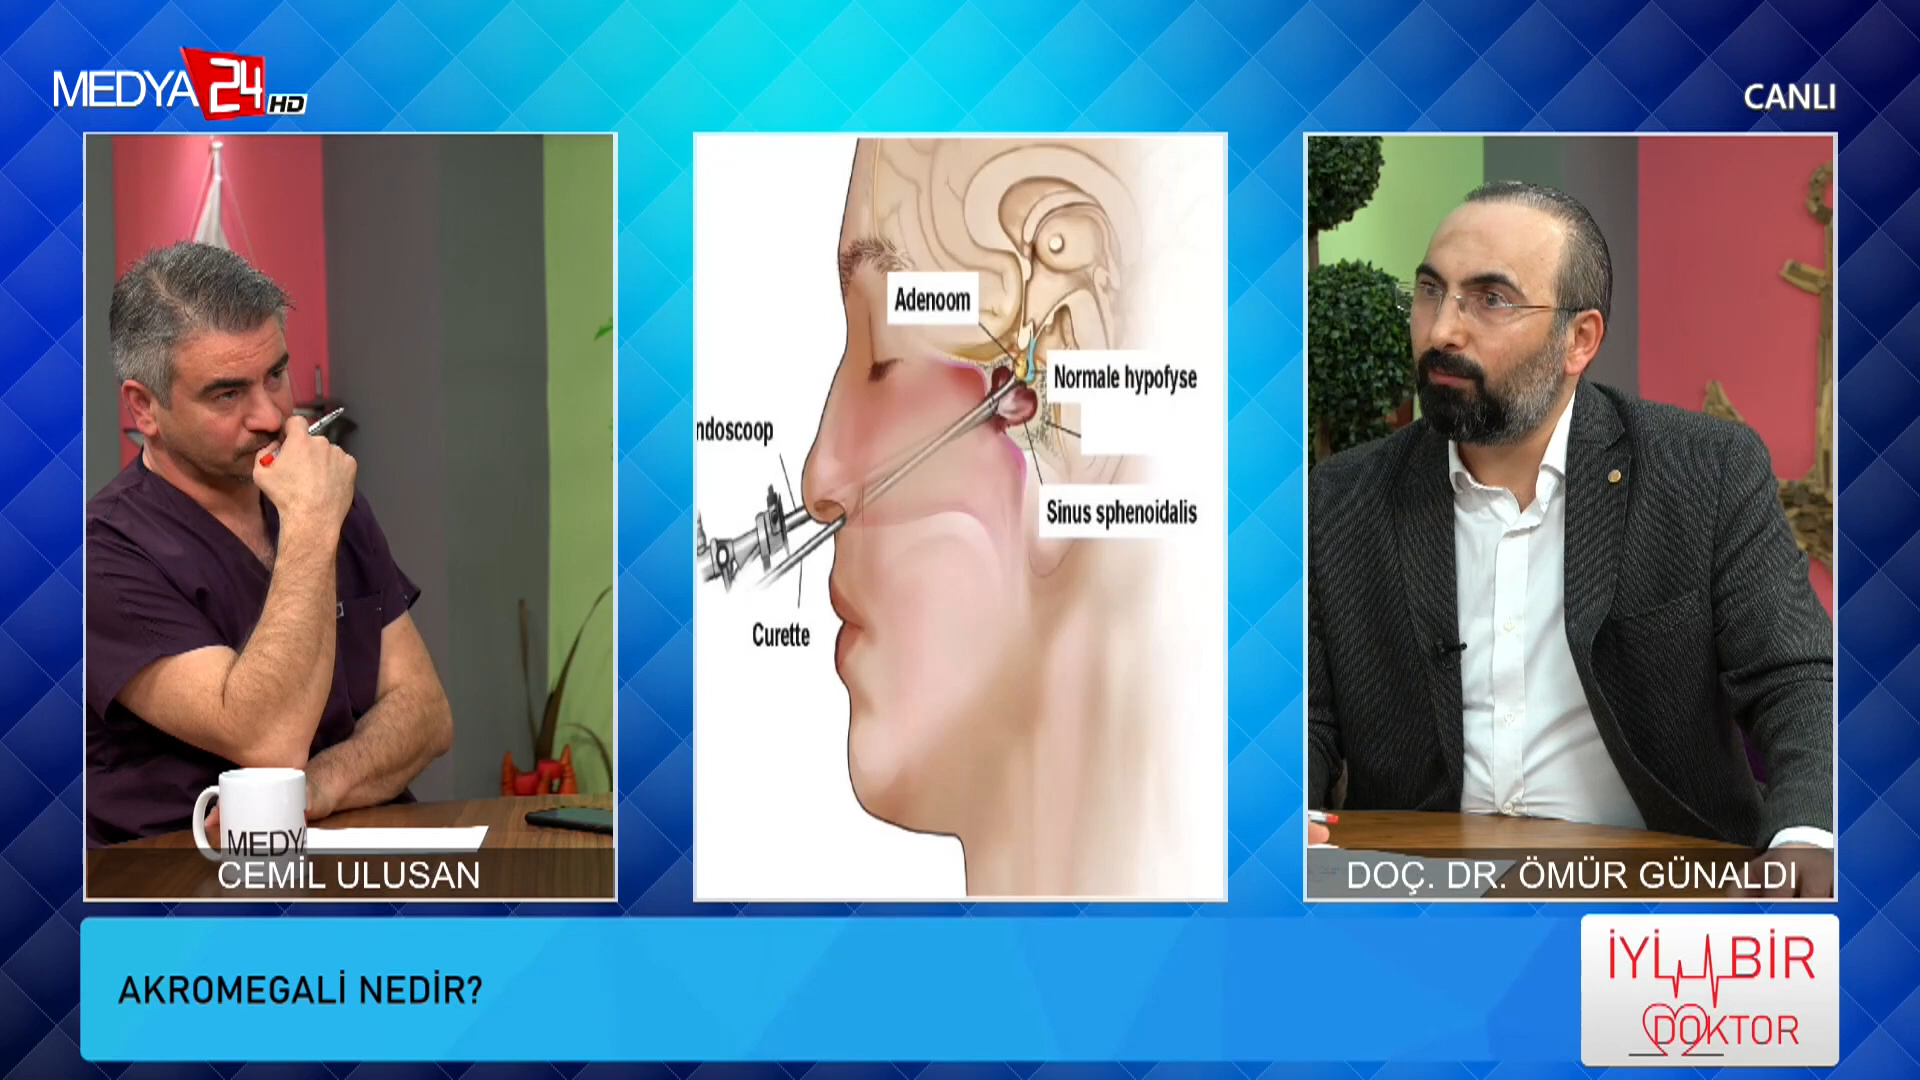 MEDYA 24 HD
CANLI
Adenoom
Normale hypofyse
ndoscoop
Sinus sphenoidalis
Curette
MEDYA
CEMİL ULUSAN
DOÇ. DR. ÖMÜR GÜNALDI
AKROMEGALİ NEDİR?
İYİ BİR
DOKTOR